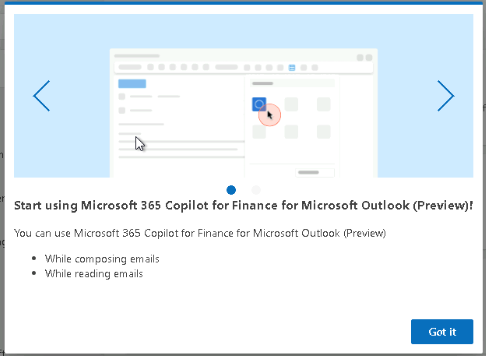 Start using Microsoft 365 Copilot for Finance for Microsoft Outlook (Preview)!
You can use Microsoft 365 Copilot for Finance for Microsoft Outlook (Preview)
• While composing emails
• While reading emails
Got it